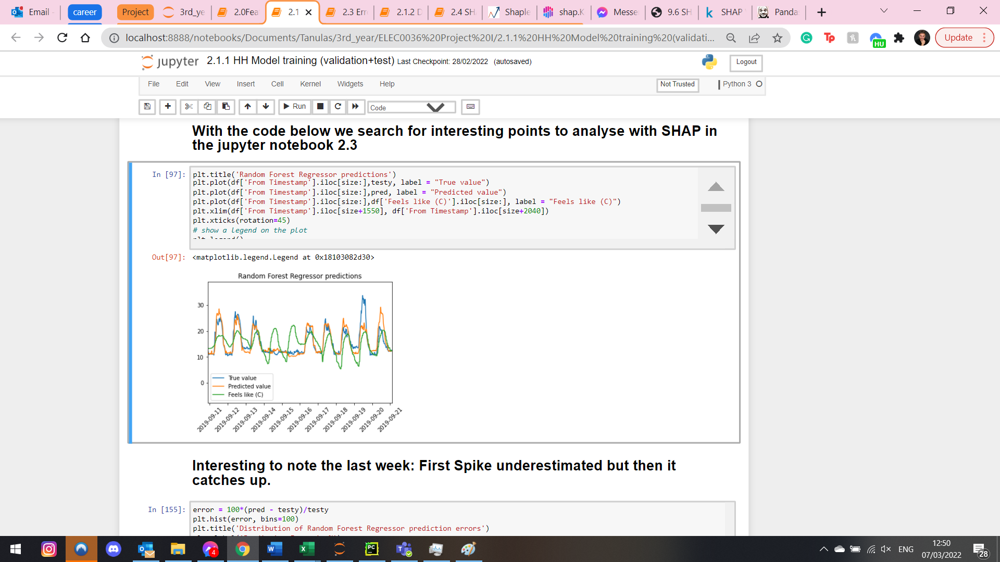 Email
career
Project
3rd_ye
2.0Fea
2.1
2.3 Err
2.1.2 D
2.4 SH
Shaple
shap.K
Messe
9.6 SH
SHAP
Panda
localhost:8888/notebooks/Documents/Tanulas/3rd_year/ELEC0036%20Project%20I/2.1.1%20HH%20Model%20training%20(validati...
HU
Update
jupyter 2.1.1 HH Model training (validation+test) Last Checkpoint: 28/02/2022 (autosaved)
Logout
File Edit View Insert Cell Kernel Widgets Help
Not Trusted
Python 3
Run
Code
With the code below we search for interesting points to analyse with SHAP in
the jupyter notebook 2.3
In [97]:
plt.title('Random Forest Regressor predictions')
plt.plot(df['From Timestamp'].iloc[size:],testy, label = "True value")
plt.plot(df['From Timestamp'].iloc[size:],pred, label = "Predicted value")
plt.plot(df['From Timestamp'].iloc[size:],df['Feels like (C)'].iloc[size:], label = "Feels like (C)")
plt.xlim(df['From Timestamp'].iloc[size+1550], df['From Timestamp'].iloc[size+2040])
plt.xticks(rotation=45)
# show a legend on the plot
Out[97]: <matplotlib.legend.Legend at 0x18103082d30>
Random Forest Regressor predictions
30
20
10
0
True value
Predicted value
Feels like (C)
2019-09-11
2019-09-12
2019-09-13
2019-09-14
2019-09-15
2019-09-16
2019-09-17
2019-09-18
2019-09-19
2019-09-20
2019-09-21
Interesting to note the last week: First Spike underestimated but then it
catches up.
In [155]:
error = 100*(pred - testy)/testy
plt.hist(error, bins=100)
plt.title('Distribution of Random Forest Regressor prediction errors')
4
ENG
12:50
07/03/2022
28